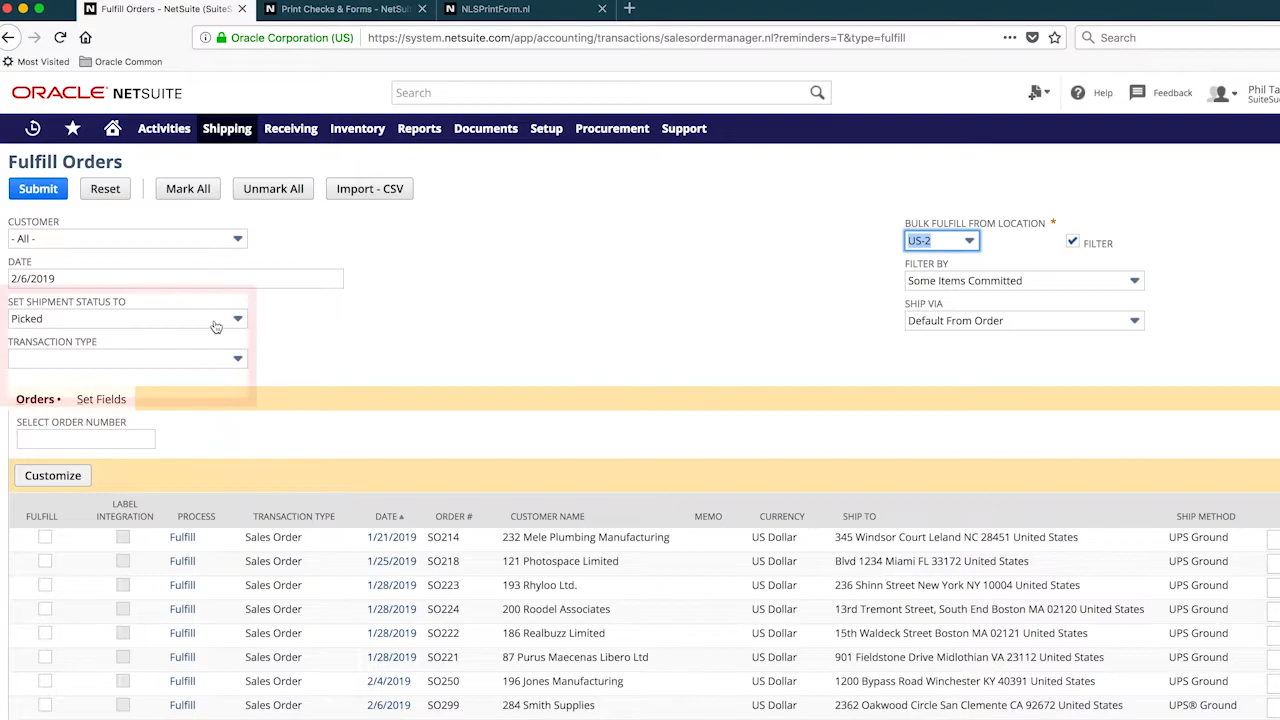 Fulfill Orders - NetSuite (SuiteS
Print Checks & Forms - NetSuit
NLSPrintForm.nl
Oracle Corporation (US)
https://system.netsuite.com/app/accounting/transactions/salesordermanager.nl?reminders=T&type=fulfill
Search
Most Visited
Oracle Common
ORACLE NETSUITE
Search
Help
Feedback
Phil Ta
SuiteSu
Activities Shipping Receiving Inventory Reports Documents Setup Procurement Support
Fulfill Orders
Submit Reset Mark All Unmark All Import - CSV
CUSTOMER
- All -
DATE
2/6/2019
SET SHIPMENT STATUS TO
Picked
TRANSACTION TYPE
BULK FULFILL FROM LOCATION *
US-2
FILTER
FILTER BY
Some Items Committed
SHIP VIA
Default From Order
Orders • Set Fields
SELECT ORDER NUMBER
Customize
FULFILL LABEL INTEGRATION PROCESS TRANSACTION TYPE DATE ▲ ORDER # CUSTOMER NAME MEMO CURRENCY SHIP TO SHIP METHOD
Fulfill Sales Order 1/21/2019 SO214 232 Mele Plumbing Manufacturing US Dollar 345 Windsor Court Leland NC 28451 United States UPS Ground
Fulfill Sales Order 1/25/2019 SO218 121 Photospace Limited US Dollar Blvd 1234 Miami FL 33172 United States UPS Ground
Fulfill Sales Order 1/28/2019 SO223 193 Rhyloo Ltd. US Dollar 236 Shinn Street New York NY 10004 United States UPS Ground
Fulfill Sales Order 1/28/2019 SO224 200 Roodel Associates US Dollar 13rd Tremont Street, South End Boston MA 02120 United States UPS Ground
Fulfill Sales Order 1/28/2019 SO222 186 Realbuzz Limited US Dollar 15th Waldeck Street Boston MA 02121 United States UPS Ground
Fulfill Sales Order 1/28/2019 SO221 87 Purus Maecenas Libero Ltd US Dollar 901 Fieldstone Drive Midlothian VA 23112 United States UPS Ground
Fulfill Sales Order 2/4/2019 SO250 196 Jones Manufacturing US Dollar 1200 Bypass Road Winchester KY 40391 United States UPS Ground
Fulfill Sales Order 2/6/2019 SO299 284 Smith Supplies US Dollar 2362 Oakwood Circle San Clemente CA 92672 United States UPS® Ground